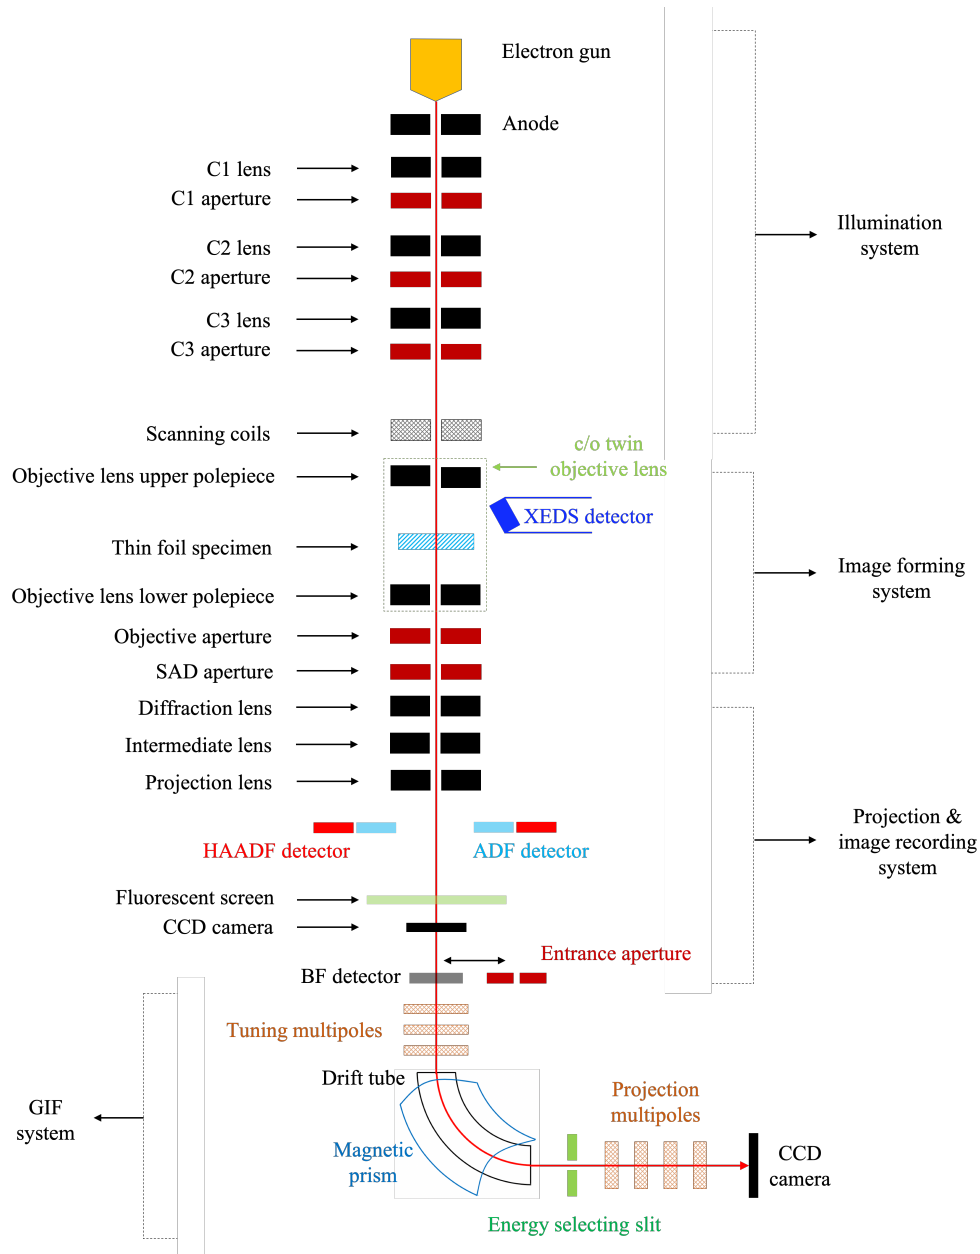 Electron gun
Anode
C1 lens
C1 aperture
C2 lens
C2 aperture
C3 lens
C3 aperture
Illumination
system
Scanning coils
c/o twin
objective lens
Objective lens upper polepiece
XEDS detector
Thin foil specimen
Image forming
system
Objective lens lower polepiece
Objective aperture
SAD aperture
Diffraction lens
Intermediate lens
Projection lens
Projection &
image recording
system
HAADF detector
ADF detector
Fluorescent screen
CCD camera
Entrance aperture
BF detector
Tuning multipoles
Drift tube
Projection
multipoles
GIF
system
Magnetic
prism
CCD
camera
Energy selecting slit